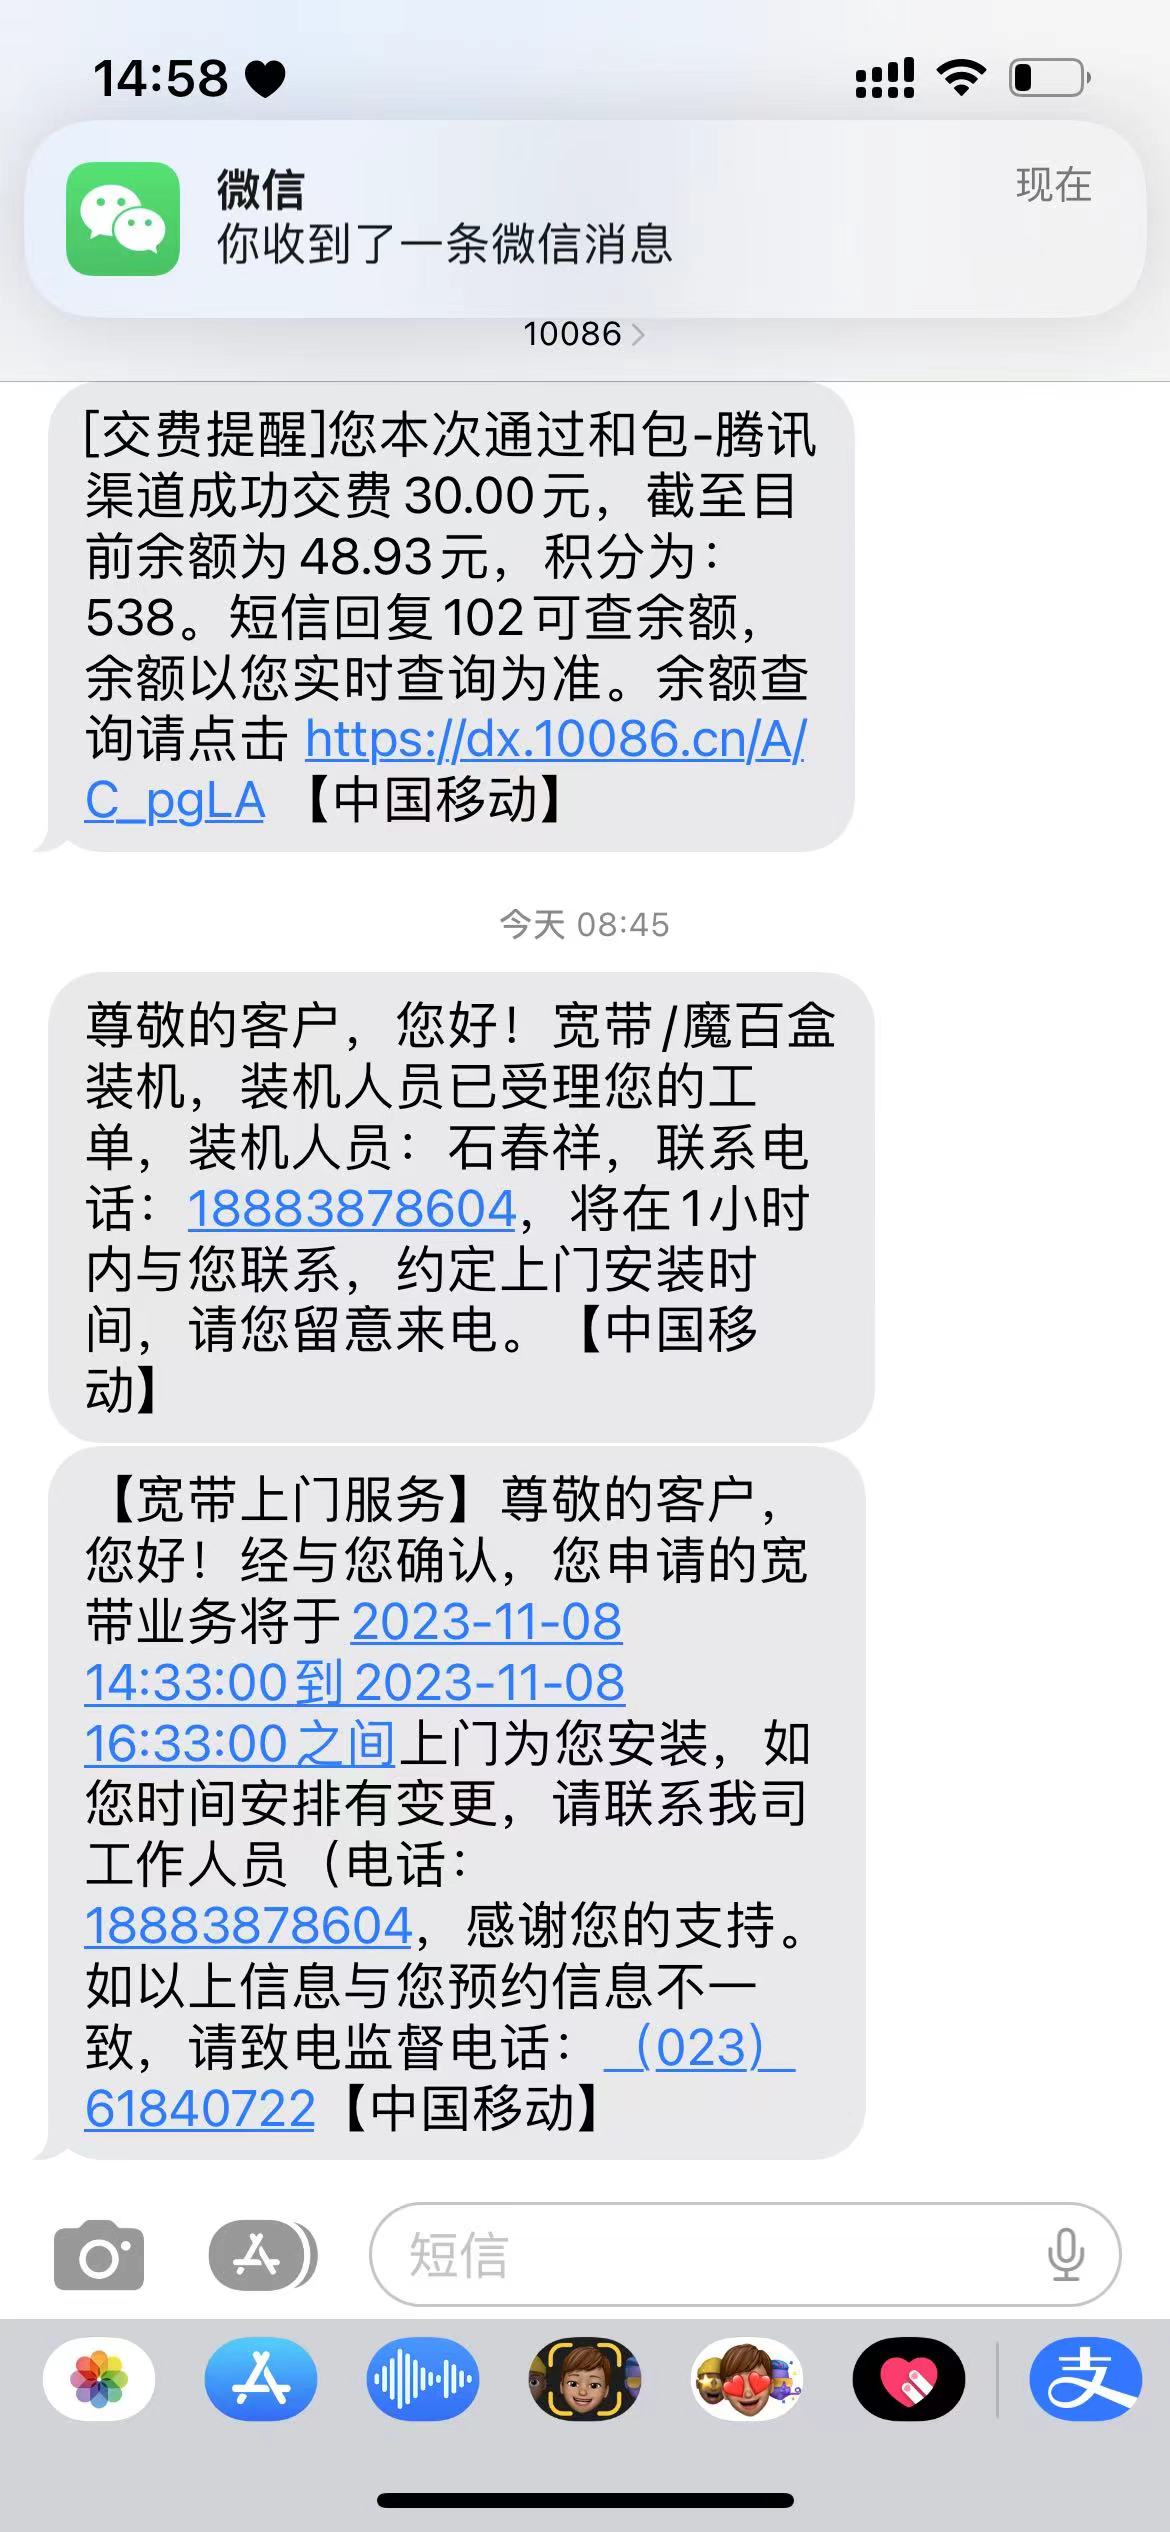 14:58
微信
现在
你收到了一条微信消息
10086
[交费提醒]您本次通过和包-腾讯
渠道成功交费30.00元，截至目
前余额为48.93元，积分为：
538。短信回复102可查余额，
余额以您实时查询为准。余额查
询请点击 https://dx.10086.cn/A/
C_pgLA 【中国移动】
今天 08:45
尊敬的客户，您好！宽带/魔百盒
装机，装机人员已受理您的工
单，装机人员：石春祥，联系电
话：18883878604，将在1小时
内与您联系，约定上门安装时
间，请您留意来电。【中国移
动】
【宽带上门服务】尊敬的客户，
您好！经与您确认，您申请的宽
带业务将于2023-11-08
14:33:00到2023-11-08
16:33:00之间上门为您安装，如
您时间安排有变更，请联系我司
工作人员（电话：
18883878604，感谢您的支持。
如以上信息与您预约信息不一
致，请致电监督电话：（023）
61840722【中国移动】
短信
支